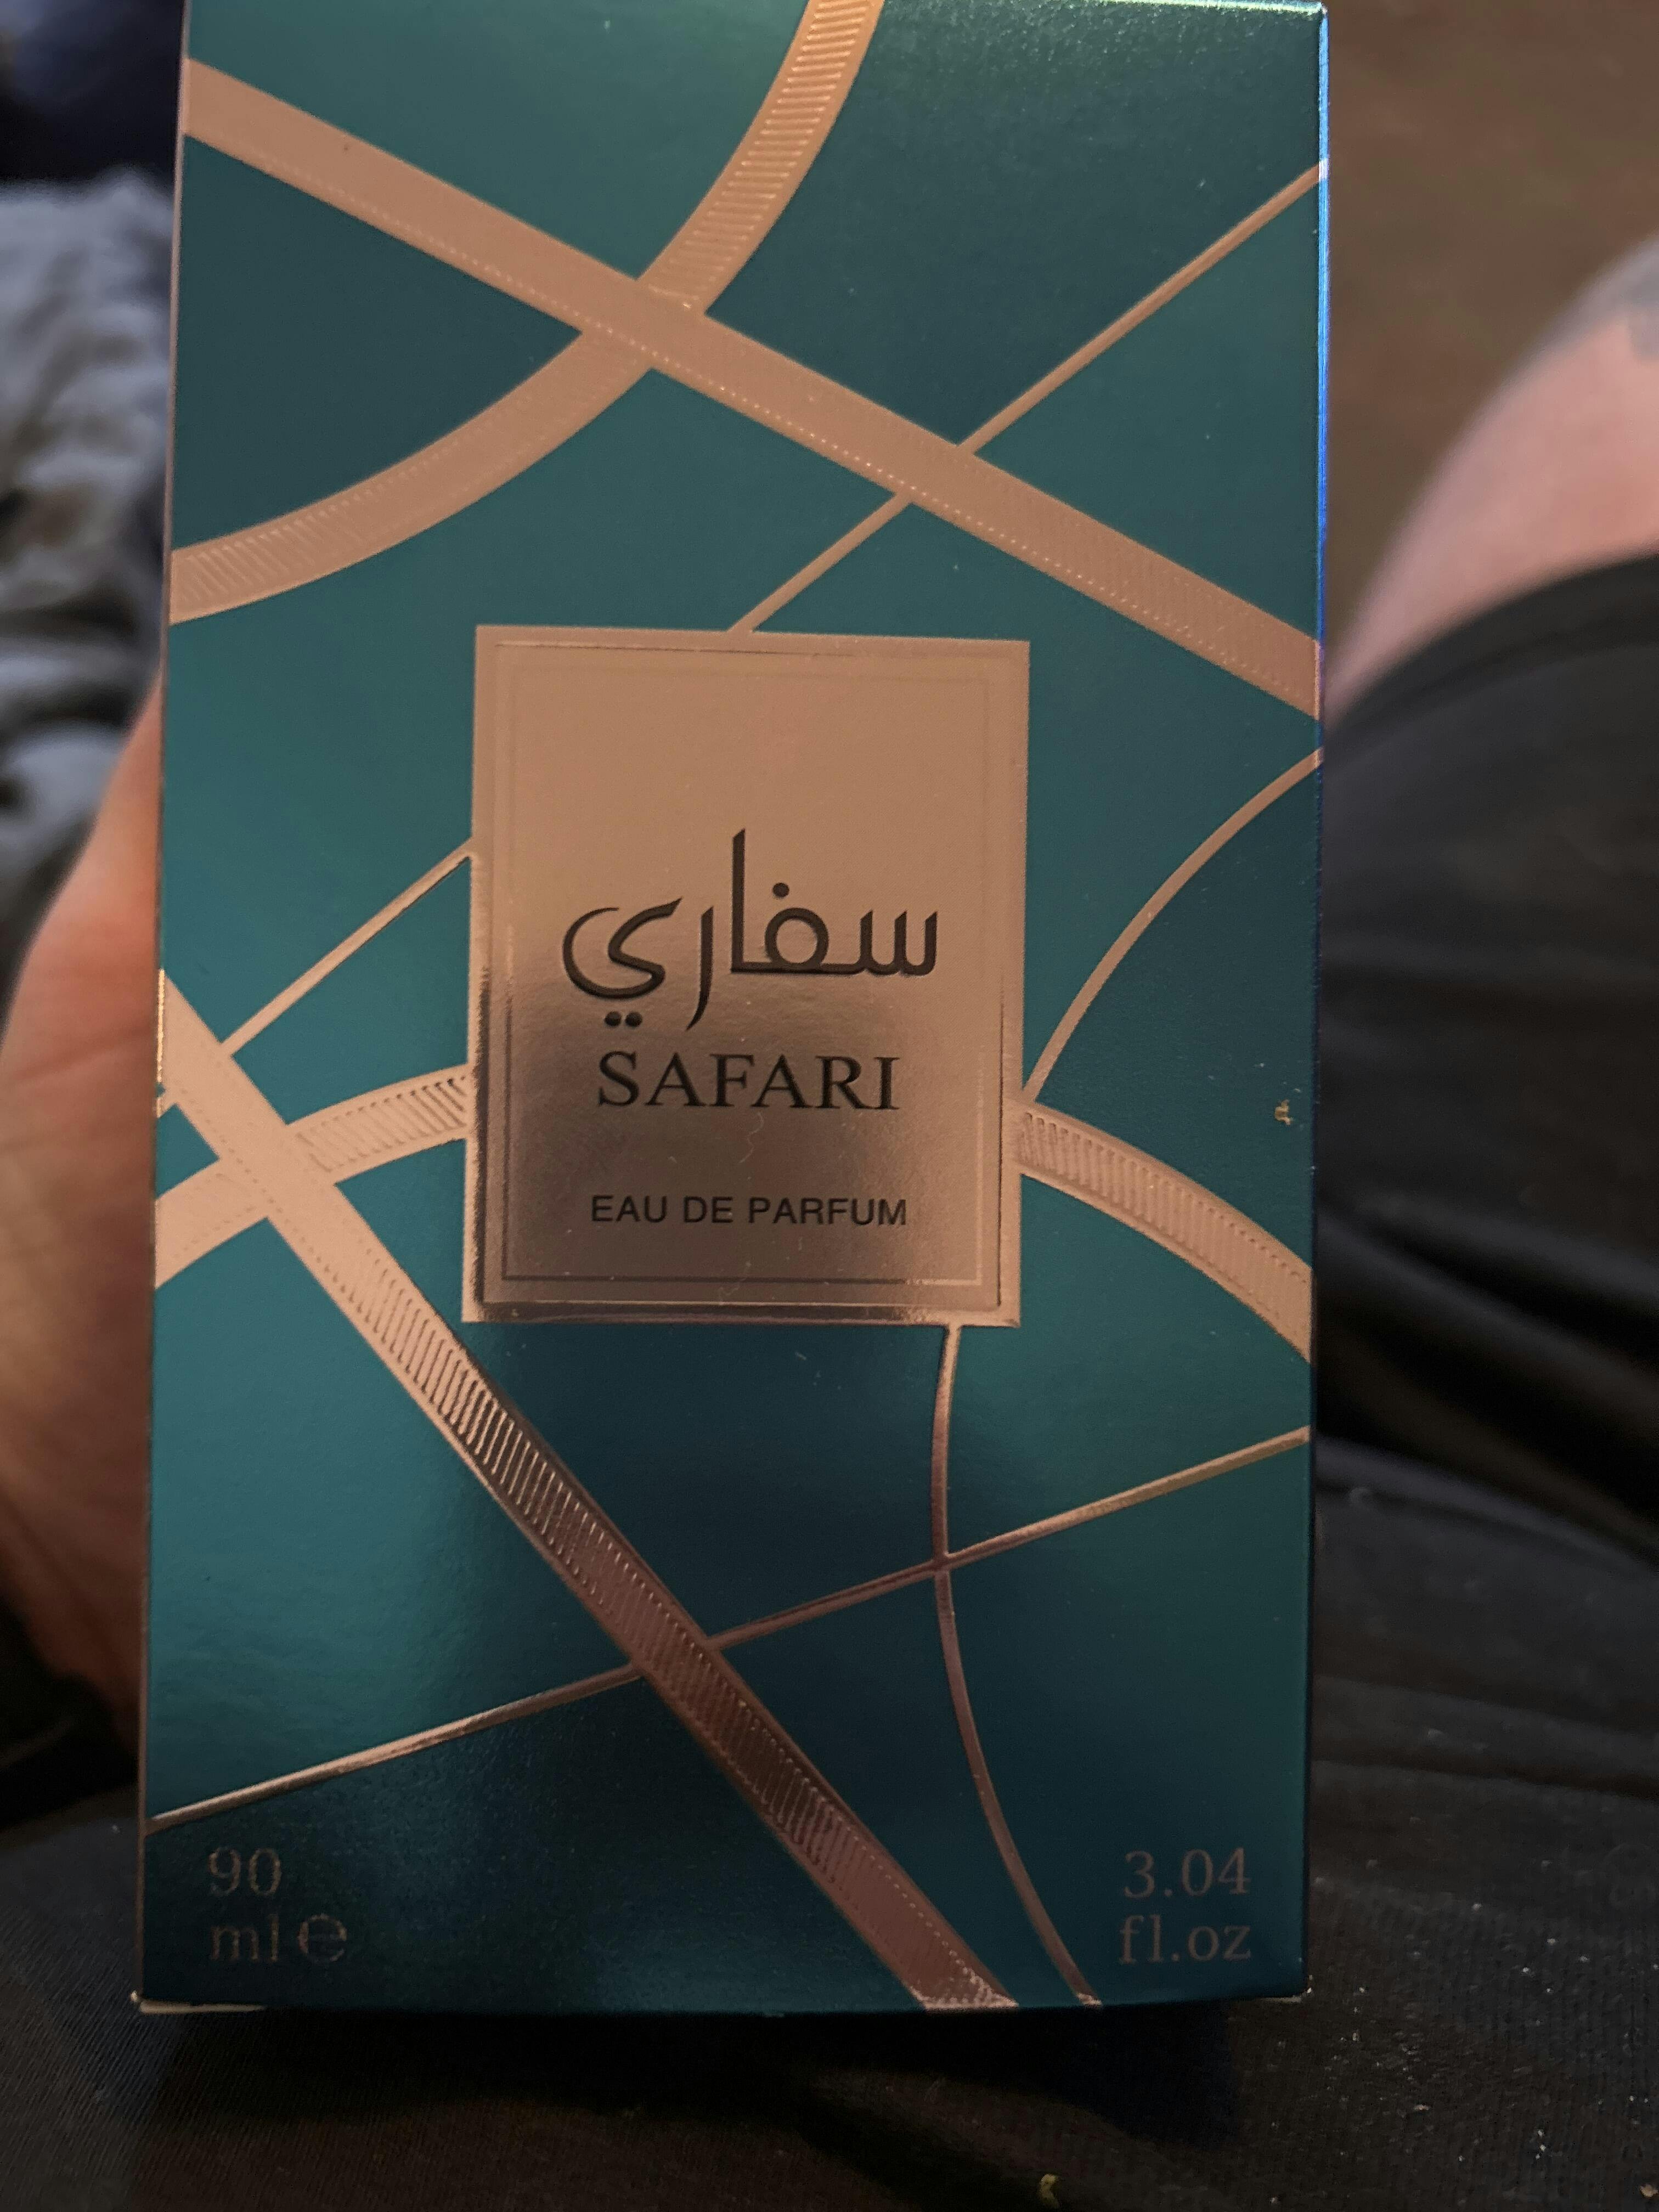 سفاري
SAFARI
EAU DE PARFUM
90
ml ℮
3.04
fl.oz